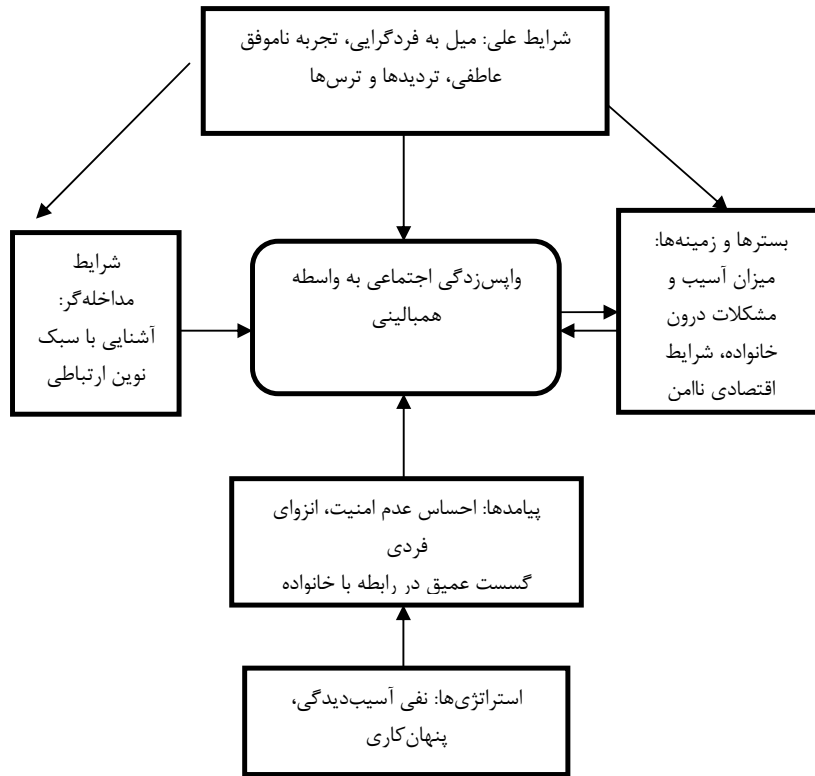 شرایط علی: میل به فردگرایی، تجربه ناموفق
عاطفی، تردیدها و ترس‌ها
بسترها و زمینه‌ها:
میزان آسیب و
مشکلات درون
خانواده، شرایط
اقتصادی ناامن
واپس‌زدگی اجتماعی به واسطه
همبالینی
شرایط
مداخله‌گر:
آشنایی با سبک
نوین ارتباطی
پیامدها: احساس عدم امنیت، انزوای
فردی
گسست عمیق در رابطه با خانواده
استراتژی‌ها: نفی آسیب‌دیدگی،
پنهان‌کاری